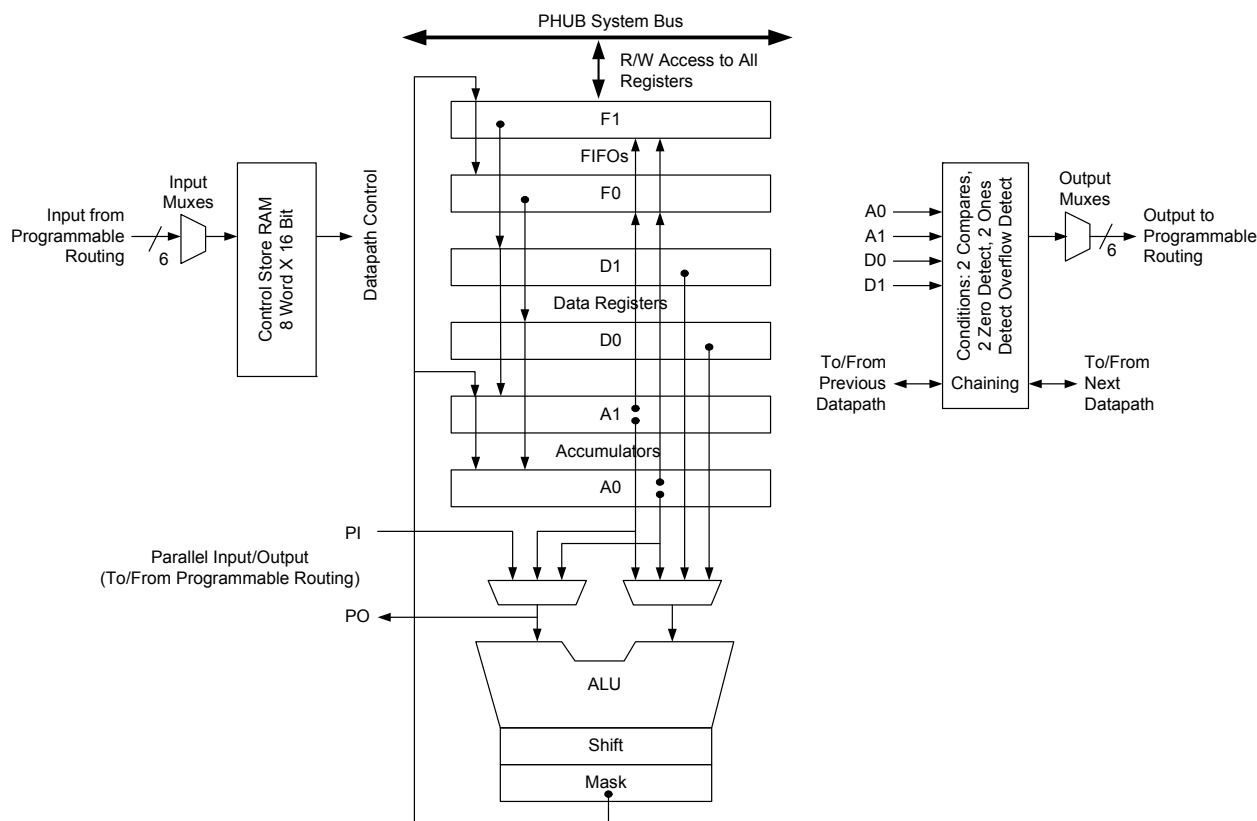 PHUB System Bus
R/W Access to All
Registers
F1
FIFOs
F0
D1
Data Registers
D0
A1
Accumulators
A0
Input from
Programmable
Routing
6
Input
Muxes
Control Store RAM
8 Word X 16 Bit
Datapath Control
A0
A1
D0
D1
Conditions: 2 Compares,
2 Zero Detect, 2 Ones
Detect Overflow Detect
Chaining
Output
Muxes
6
Output to
Programmable
Routing
To/From
Previous
Datapath
To/From
Next
Datapath
PI
Parallel Input/Output
(To/From Programmable Routing)
PO
ALU
Shift
Mask